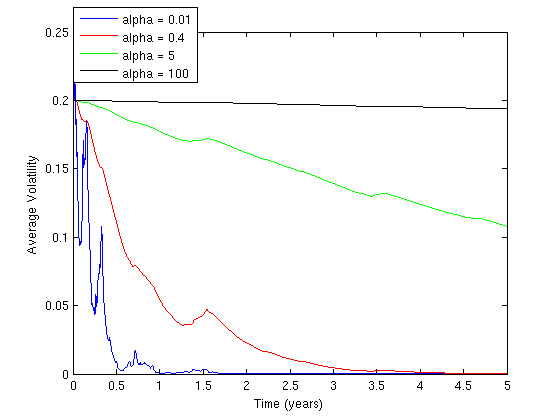 alpha = 0.01
alpha = 0.4
alpha = 5
alpha = 100
0.25
0.2
0.15
0.1
0.05
0
Average Volatility
0 0.5 1 1.5 2 2.5 3 3.5 4 4.5 5
Time (years)